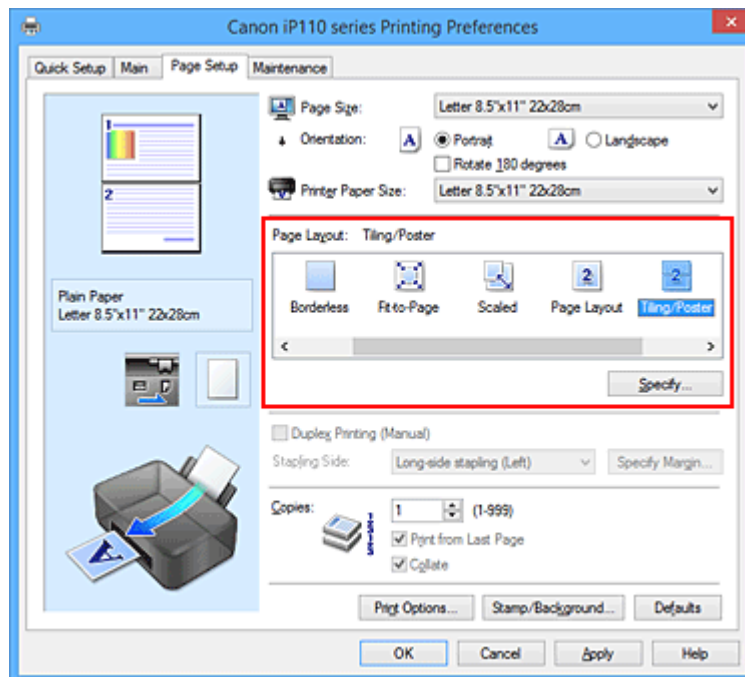 Canon iP110 series Printing Preferences
Quick Setup Main Page Setup Maintenance
1
2
Plain Paper
Letter 8.5"x11" 22x28cm
Page Size: Letter 8.5"x11" 22x28cm
Orientation: A Portrait A Landscape
Rotate 180 degrees
Printer Paper Size: Letter 8.5"x11" 22x28cm
Page Layout: Tiling/Poster
2 2
Borderless Fit-to-Page Scaled Page Layout Tiling/Poster
Specify...
Duplex Printing (Manual)
Stapling Side: Long-side stapling (Left) Specify Margin...
Copies: 1 (1-999)
Print from Last Page
Collate
A
Print Options... Stamp/Background... Defaults
OK Cancel Apply Help